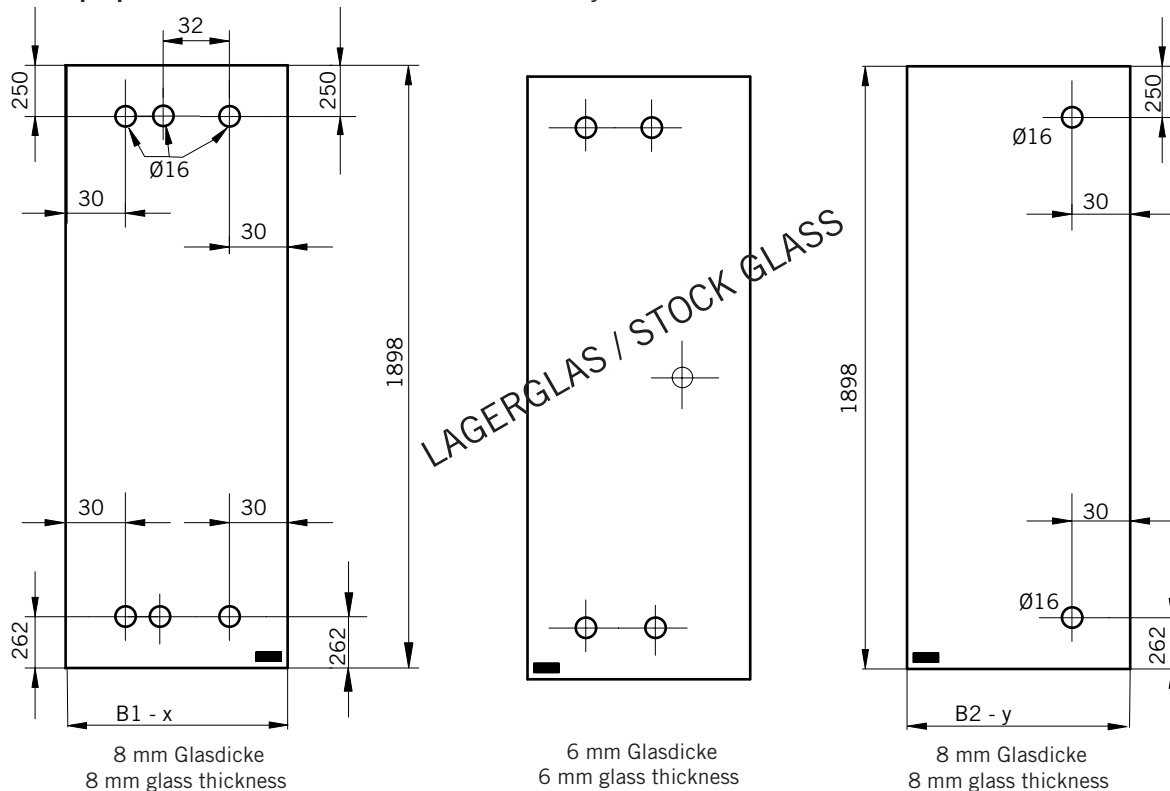 32
250
250
Ø16
30
30
1898
30
30
262
262
B1 - x
8 mm Glasdicke
8 mm glass thickness
LAGERGLAS / STOCK GLASS
6 mm Glasdicke
6 mm glass thickness
250
Ø16
30
1898
30
Ø16
262
B2 - y
8 mm Glasdicke
8 mm glass thickness